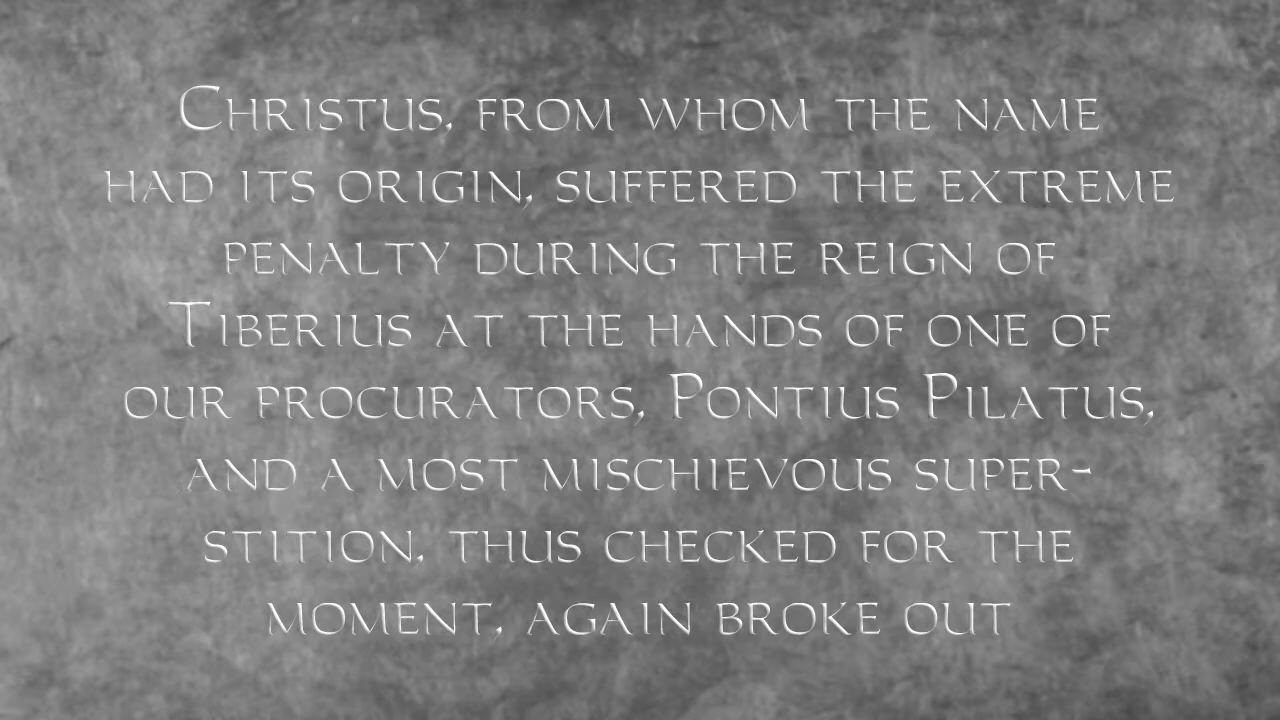 Christus, from whom the name
had its origin, suffered the extreme
penalty during the reign of
Tiberius at the hands of one of
our procurators, Pontius Pilatus,
and a most mischievous super-
stition, thus checked for the
moment, again broke out